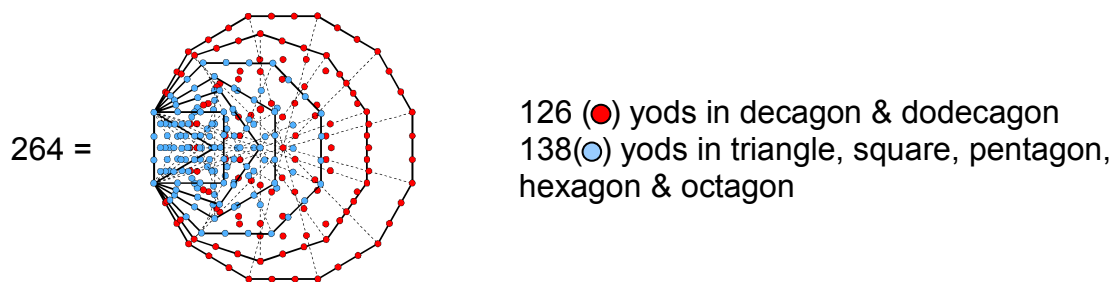 264 =
126 () yods in decagon & dodecagon
138() yods in triangle, square, pentagon,
hexagon & octagon